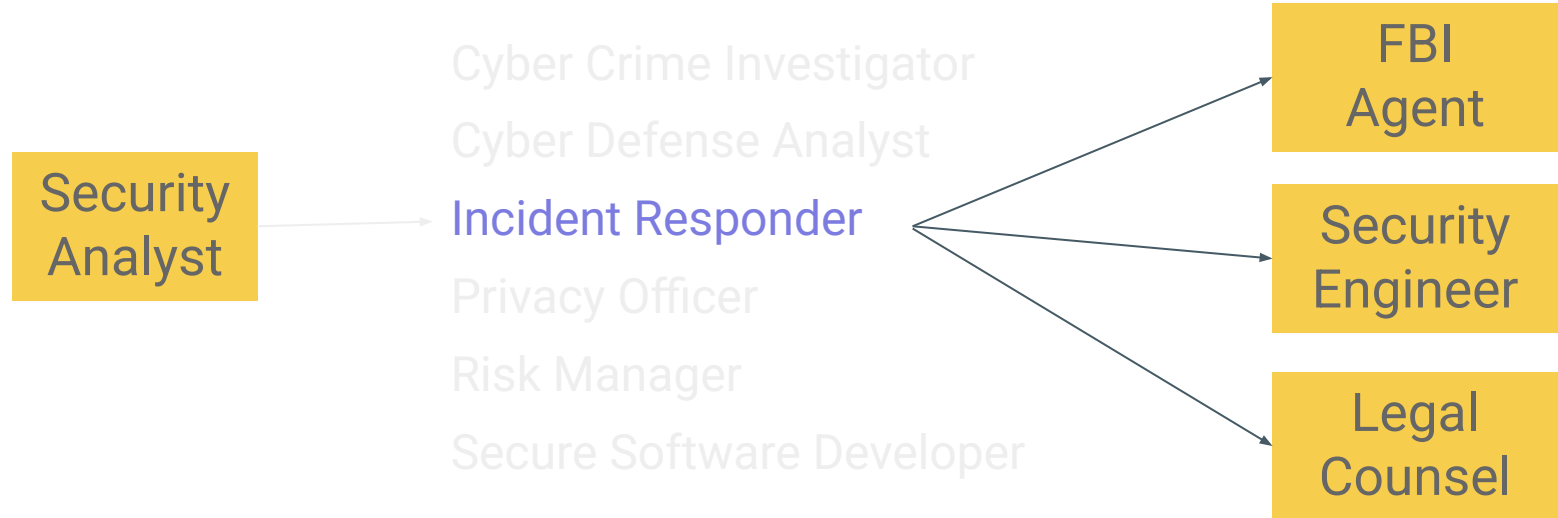 Security
Analyst
Cyber Crime Investigator
Cyber Defense Analyst
Incident Responder
Privacy Officer
Risk Manager
Secure Software Developer
FBI
Agent
Security
Engineer
Legal
Counsel